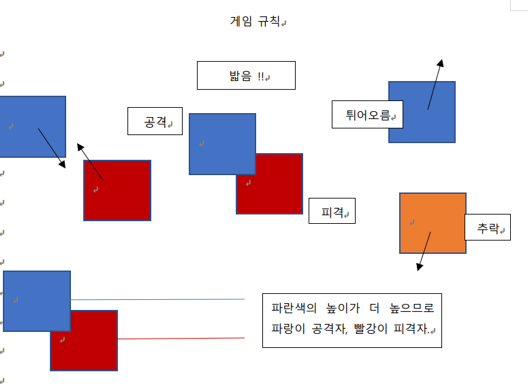 게임 규칙
밟음 !!
공격
튀어오름
피격
추락
파란색의 높이가 더 높으므로
파랑이 공격자, 빨강이 피격자.